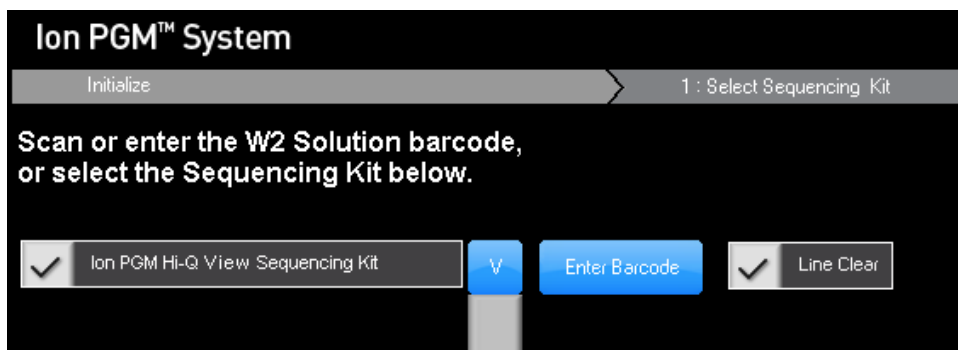 Ion PGM™ System
Initialize
1 : Select Sequencing Kit
Scan or enter the W2 Solution barcode,
or select the Sequencing Kit below.
Ion PGM Hi-Q View Sequencing Kit
V
Enter Barcode
Line Clear